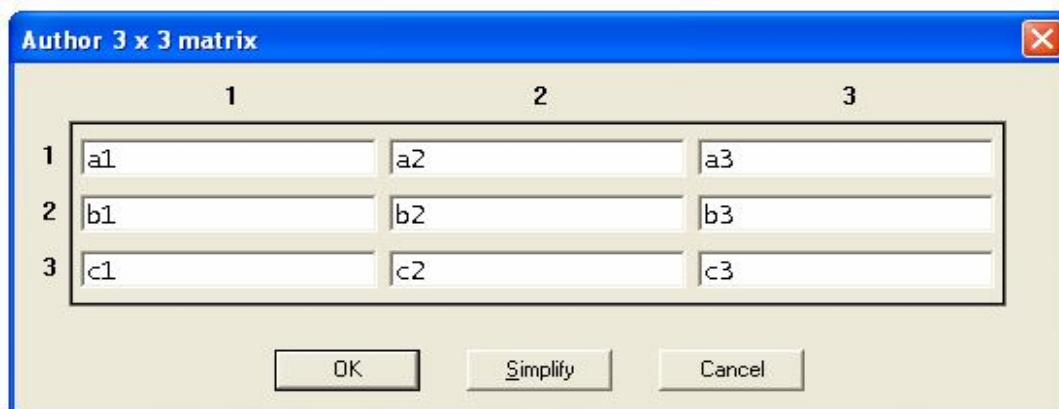 Author 3 x 3 matrix
1 2 3
1 a1 a2 a3
2 b1 b2 b3
3 c1 c2 c3
OK Simplify Cancel